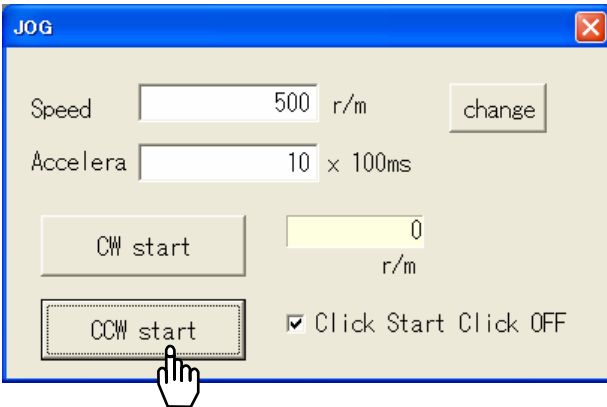 JOG
Speed 500 r/m change
Accelera 10 × 100ms
CW start 0
r/m
CCW start Click Start Click OFF